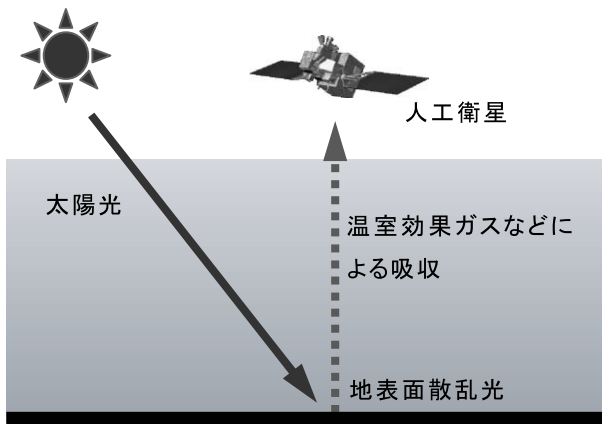 人工衛星
太陽光
温室効果ガスなどに
よる吸収
地表面散乱光